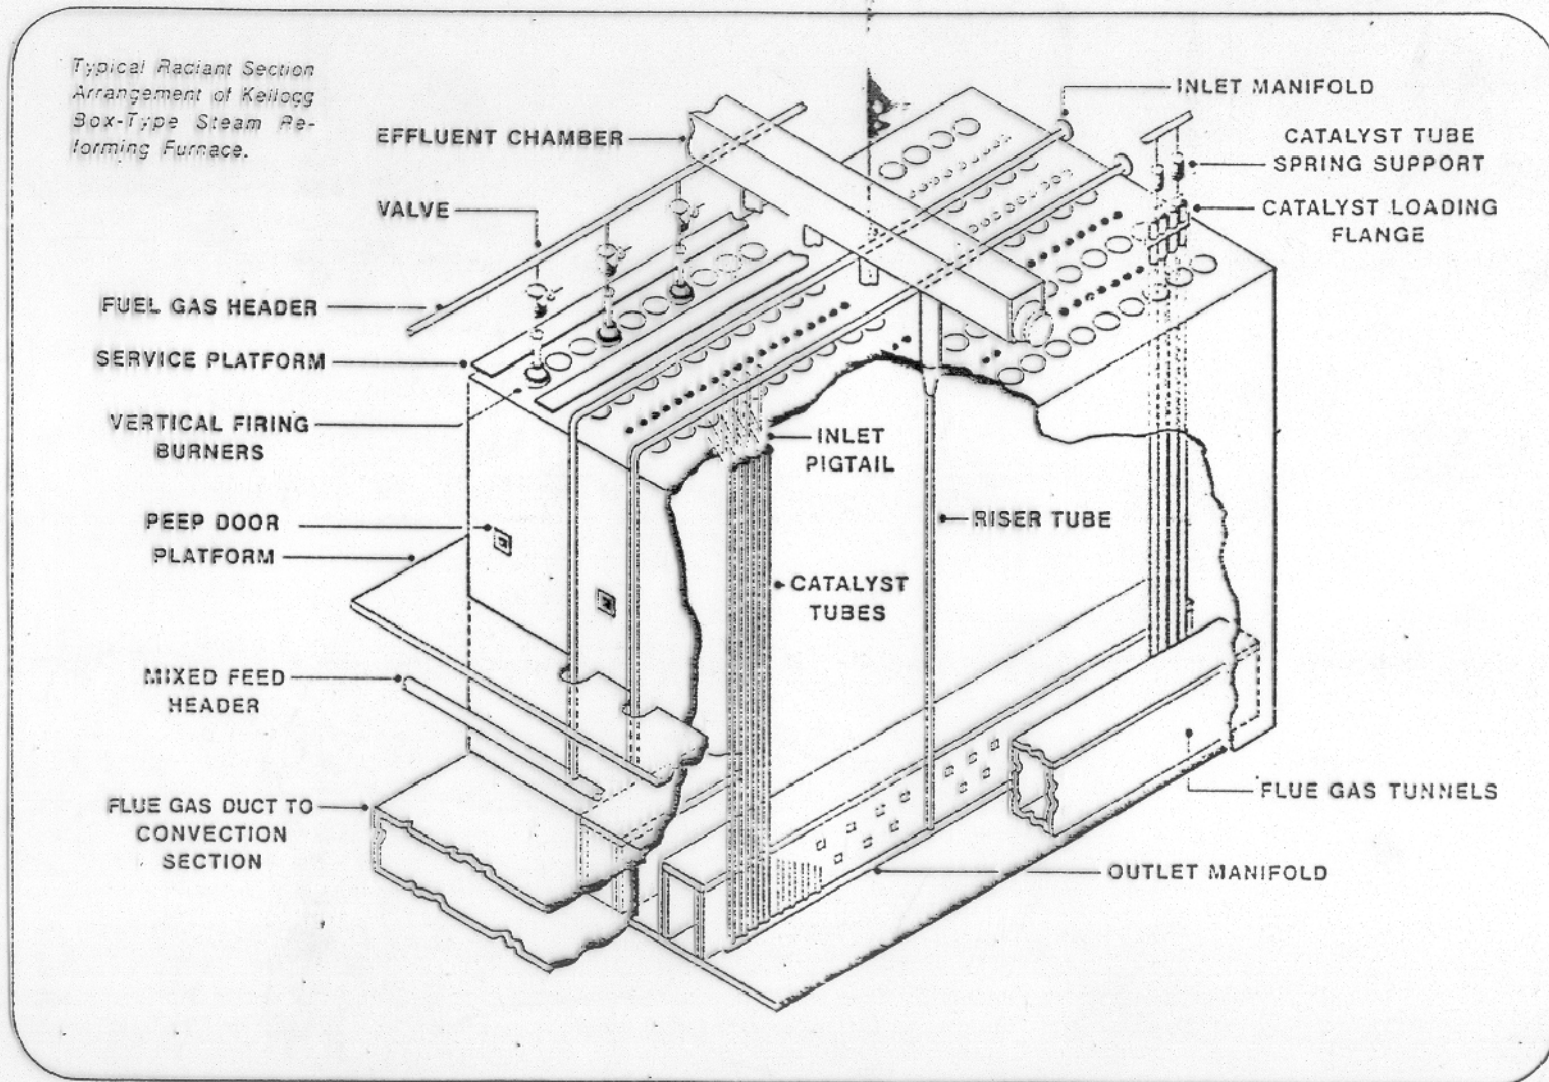 Typical Radiant Section
Arrangement of Kellogg
Box-Type Steam Re-
forming Furnace.
INLET MANIFOLD
EFFLUENT CHAMBER
CATALYST TUBE
SPRING SUPPORT
VALVE
CATALYST LOADING
FLANGE
FUEL GAS HEADER
SERVICE PLATFORM
VERTICAL FIRING
BURNERS
INLET
PIGTAIL
PEEP DOOR
RISER TUBE
PLATFORM
CATALYST
TUBES
MIXED FEED
HEADER
FLUE GAS DUCT TO
CONVECTION
SECTION
FLUE GAS TUNNELS
OUTLET MANIFOLD